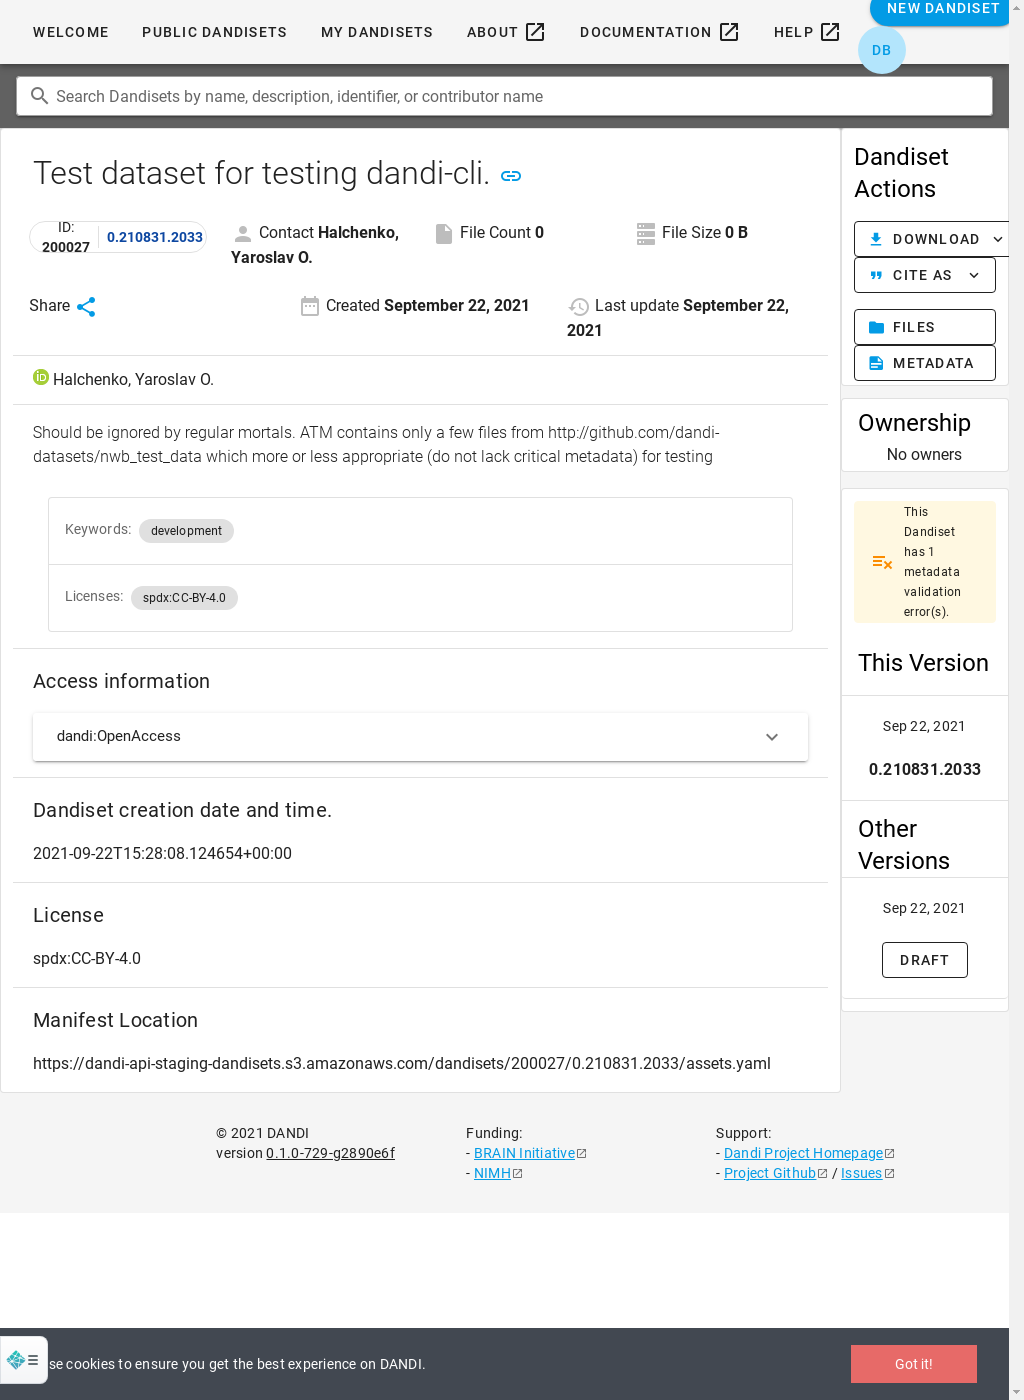 WELCOME PUBLIC DANDISETS MY DANDISETS ABOUT DOCUMENTATION HELP NEW DANDISET
DB
Search Dandisets by name, description, identifier, or contributor name
Test dataset for testing dandi-cli.
ID: 200027 0.210831.2033
Contact Halchenko, Yaroslav O.
File Count 0
File Size 0 B
Share
Created September 22, 2021
Last update September 22, 2021
iD Halchenko, Yaroslav O.
Should be ignored by regular mortals. ATM contains only a few files from http://github.com/dandi-
datasets/nwb_test_data which more or less appropriate (do not lack critical metadata) for testing
Keywords: development
Licenses: spdx:CC-BY-4.0
Access information
dandi:OpenAccess
Dandiset creation date and time.
2021-09-22T15:28:08.124654+00:00
License
spdx:CC-BY-4.0
Manifest Location
https://dandi-api-staging-dandisets.s3.amazonaws.com/dandisets/200027/0.210831.2033/assets.yaml
Dandiset
Actions
DOWNLOAD
CITE AS
FILES
METADATA
Ownership
No owners
This
Dandiset
has 1
metadata
validation
error(s).
This Version
Sep 22, 2021
0.210831.2033
Other
Versions
Sep 22, 2021
DRAFT
© 2021 DANDI
version 0.1.0-729-g2890e6f
Funding:
- BRAIN Initiative
- NIMH
Support:
- Dandi Project Homepage
- Project Github / Issues
se cookies to ensure you get the best experience on DANDI.
Got it!